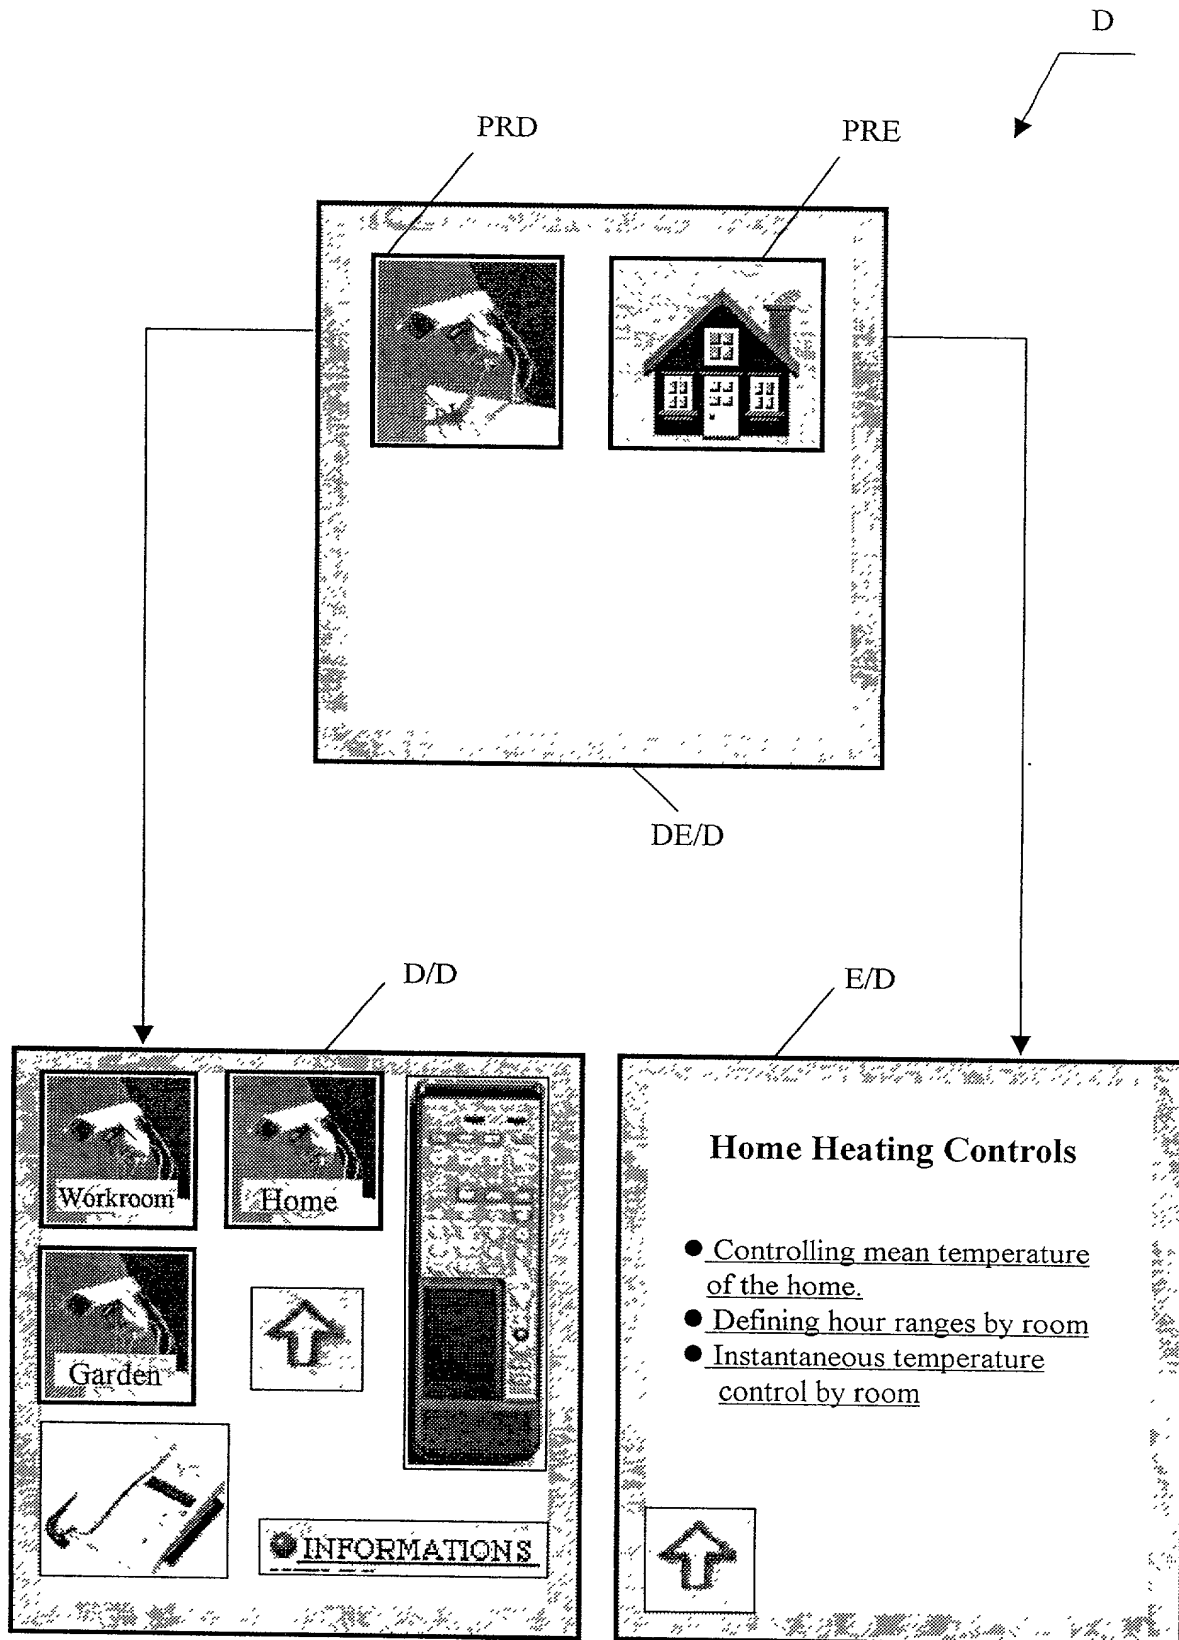 D
PRD
PRE
DE/D
D/D
E/D
Workroom
Home
Garden
INFORMATIONS
Home Heating Controls
● Controlling mean temperature
of the home.
● Defining hour ranges by room
● Instantaneous temperature
control by room